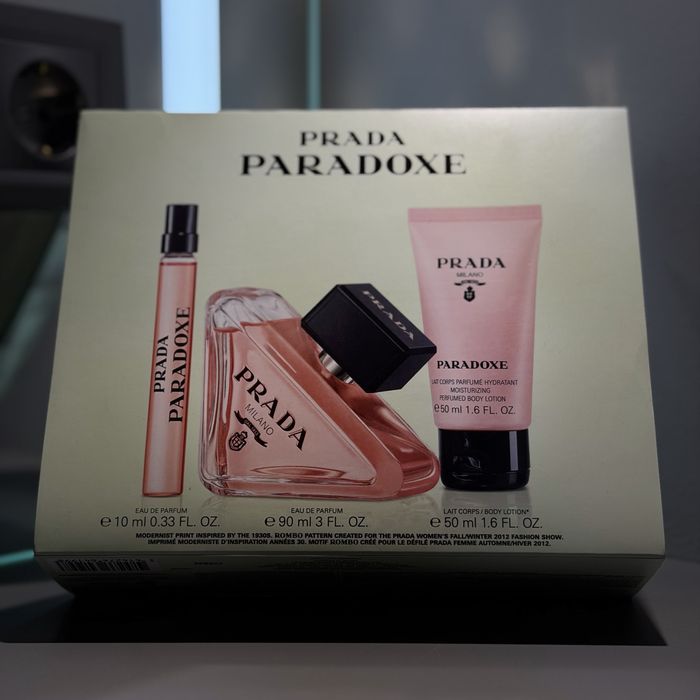 PRADA
PARADOXE
PRADA
PARADOXE
PRADA
MILANO
PRADA
PRADA
MILANO
PARADOXE
LAIT CORPS PARFUMÉ HYDRATANT
MOISTURIZING
PERFUMED BODY LOTION
℮ 50 ml 1.6 FL. OZ.
EAU DE PARFUM
℮ 10 ml 0.33 FL. OZ.
EAU DE PARFUM
℮ 90 ml 3 FL. OZ.
LAIT CORPS / BODY LOTION*
℮ 50 ml 1.6 FL. OZ.
MODERNIST PRINT INSPIRED BY THE 1930S. ROMBO PATTERN CREATED FOR THE PRADA WOMEN'S FALL/WINTER 2012 FASHION SHOW.
IMPRIMÉ MODERNISTE D'INSPIRATION ANNÉES 30. MOTIF ROMBO CRÉÉ POUR LE DÉFILÉ PRADA FEMME AUTOMNE/HIVER 2012.